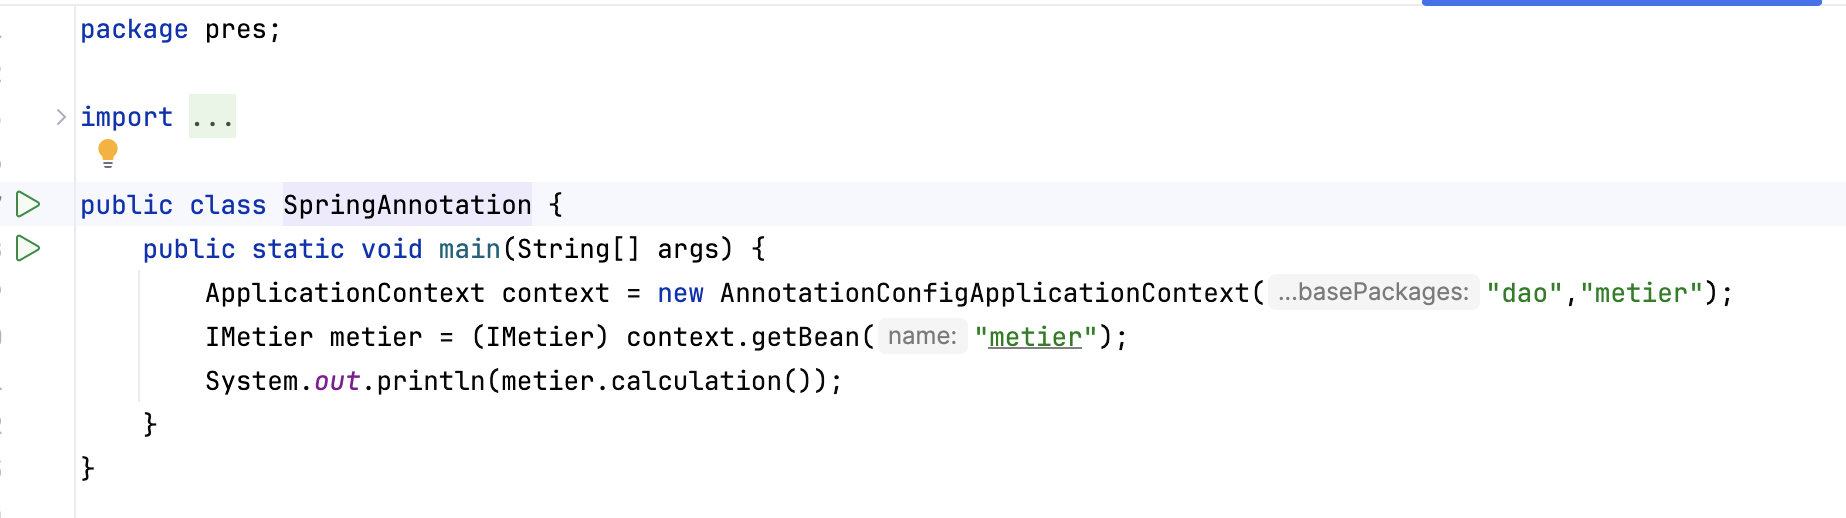 package pres;
import ...
public class SpringAnnotation {
public static void main(String[] args) {
ApplicationContext context = new AnnotationConfigApplicationContext( ...basePackages: "dao","metier");
IMetier metier = (IMetier) context.getBean( name: "metier");
System.out.println(metier.calculation());
}
}